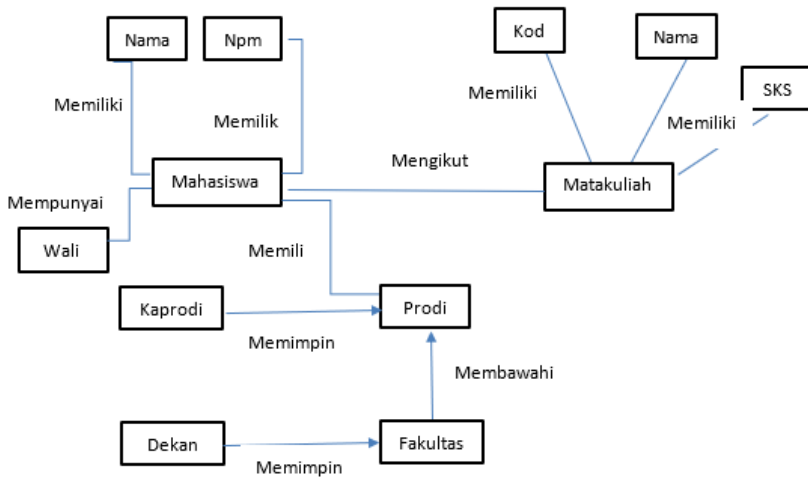 Nama
Npm
Kod
Nama
SKS
Memiliki
Memilik
Memiliki
Memiliki
Mahasiswa
Mengikut
Matakuliah
Mempunyai
Wali
Memili
Kaprodi
Prodi
Memimpin
Membawahi
Dekan
Fakultas
Memimpin